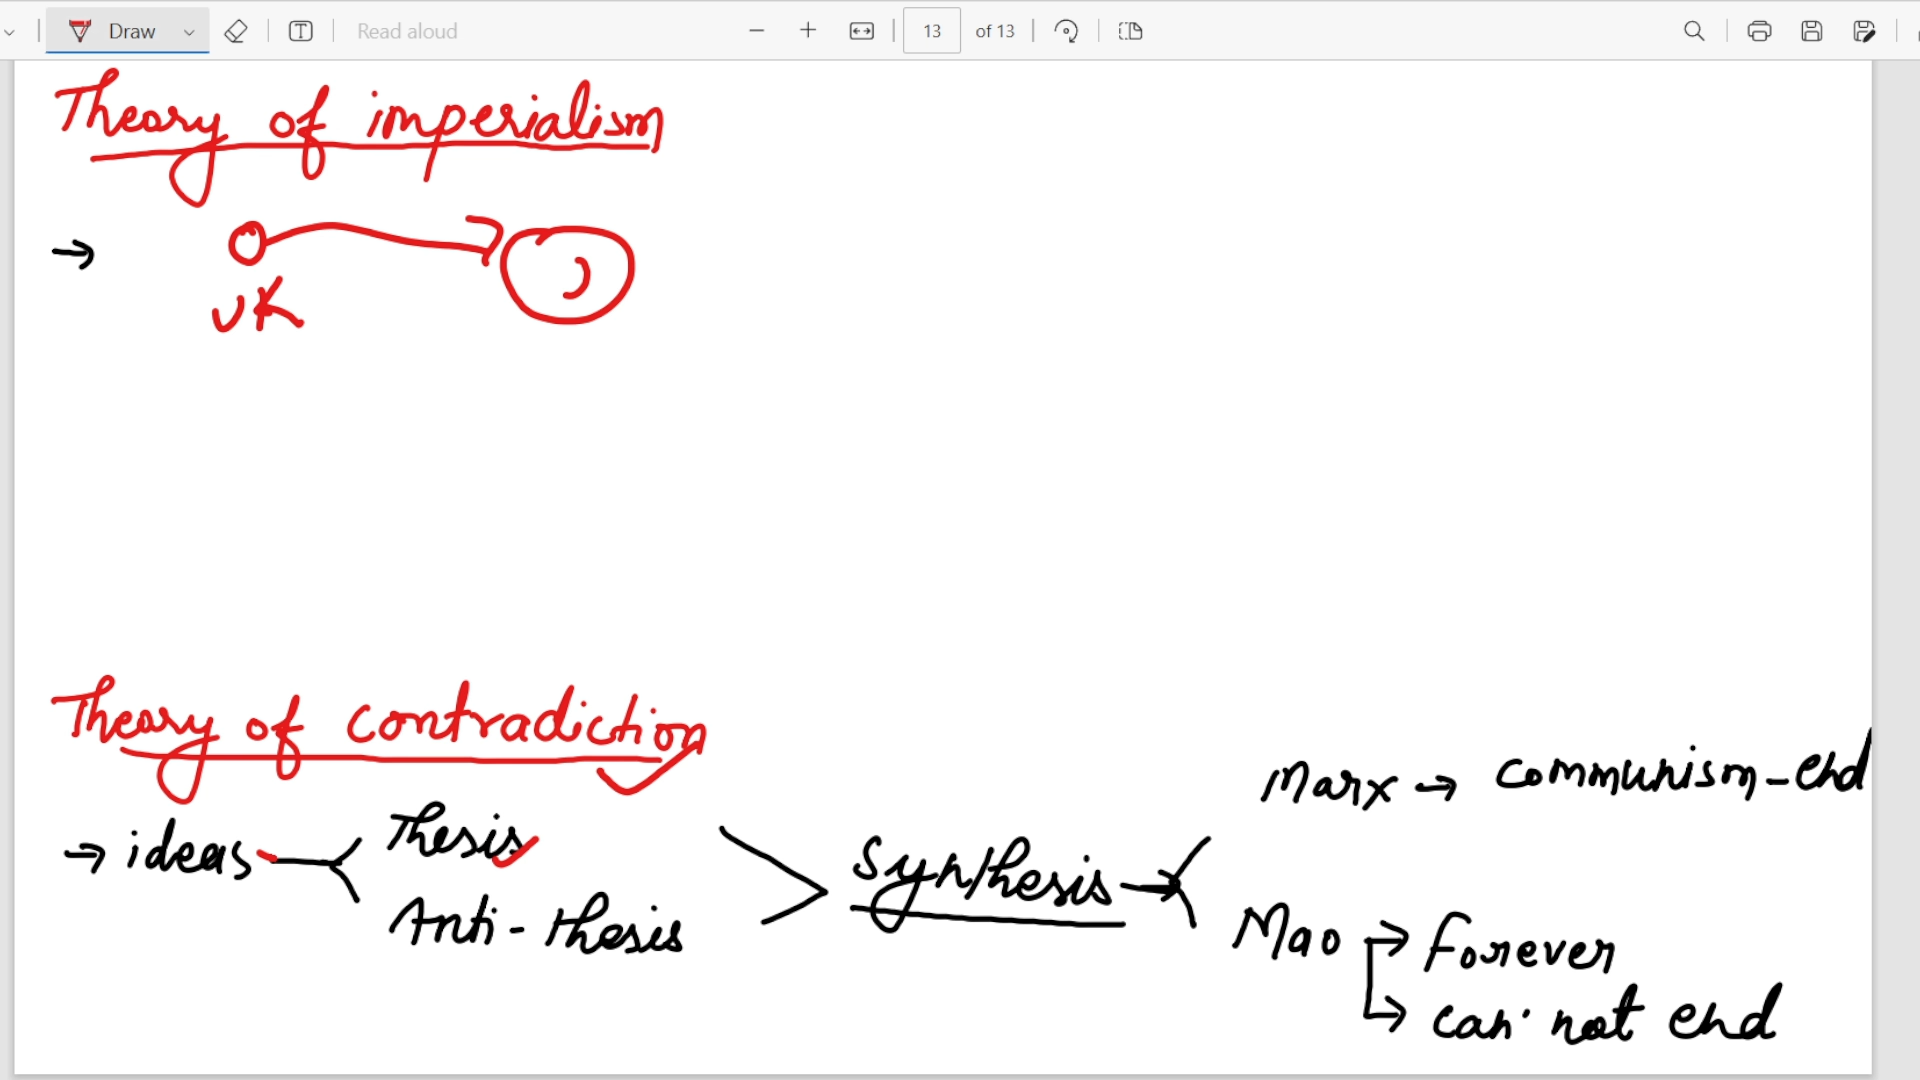 Draw
Read aloud
13 of 13
Theory of imperialism
→
UK
Theory of contradiction
Marx → communism - end
→ ideas
Thesis
Anti - thesis
Synthesis →
Mao → Forever
→ can not end